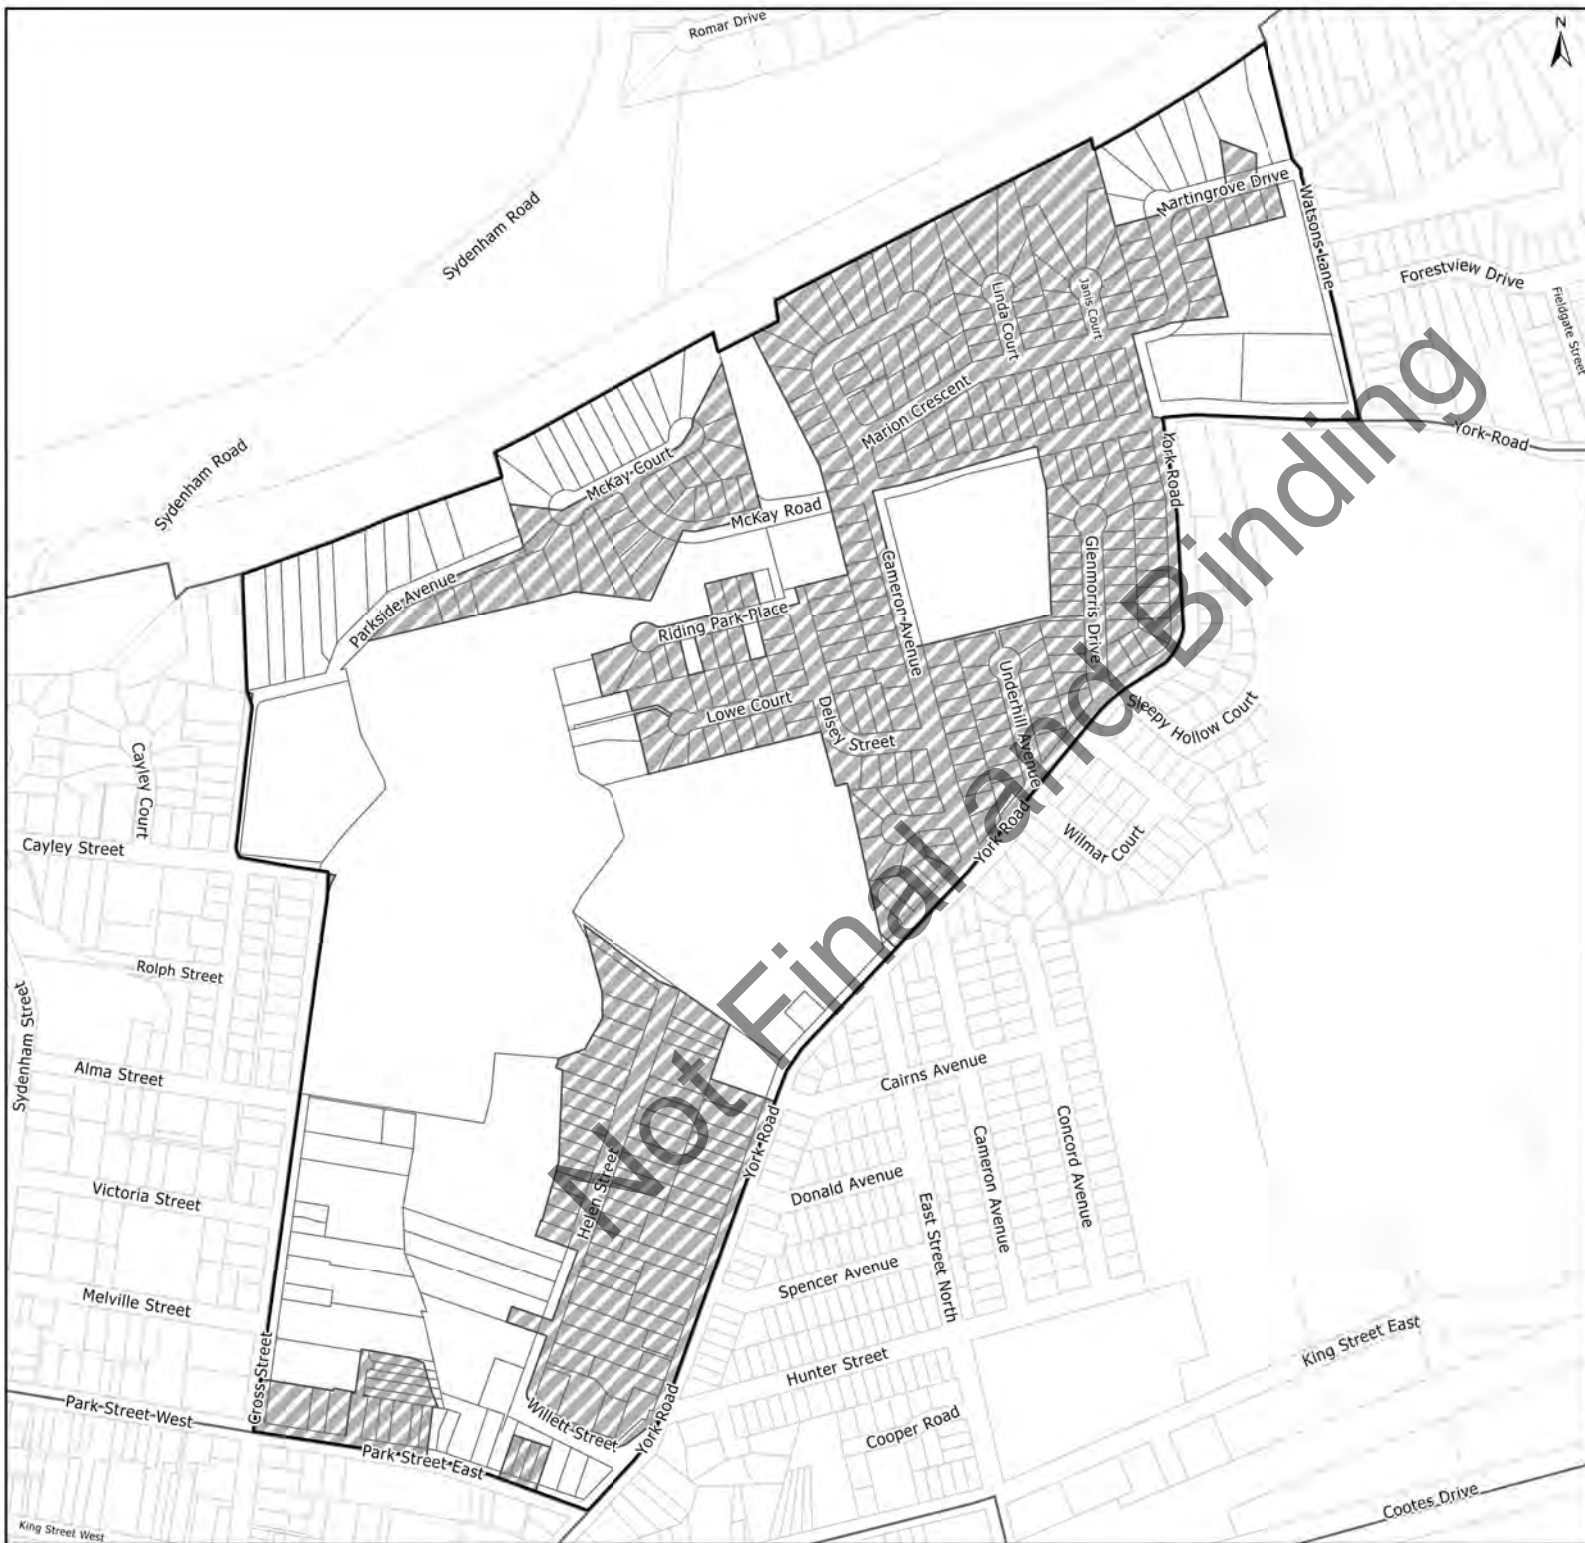 Romar Drive
N
Sydenham Road
Martingrove Drive
Watsons Lane
Forestview Drive
Fieldgate Street
Linda Court
Janis Court
Marion Crescent
York Road
Sydenham Road
McKay Court
McKay Road
York Road
Cameron Avenue
Glenmorris Drive
Parkside Avenue
Riding Park Place
Underhill Avenue
Lowe Court
Delsey Street
Sleepy Hollow Court
Cayley Court
Cayley Street
York Road
Wilmar Court
Not Final and Binding
Rolph Street
Sydenham Street
Alma Street
Cairns Avenue
York Road
Helen Street
Donald Avenue
Cameron Avenue
Concord Avenue
Victoria Street
East Street North
Spencer Avenue
Melville Street
Cross Street
Hunter Street
King Street East
Park Street West
Willett Street
York Road
Cooper Road
Park Street East
Cootes Drive
King Street West